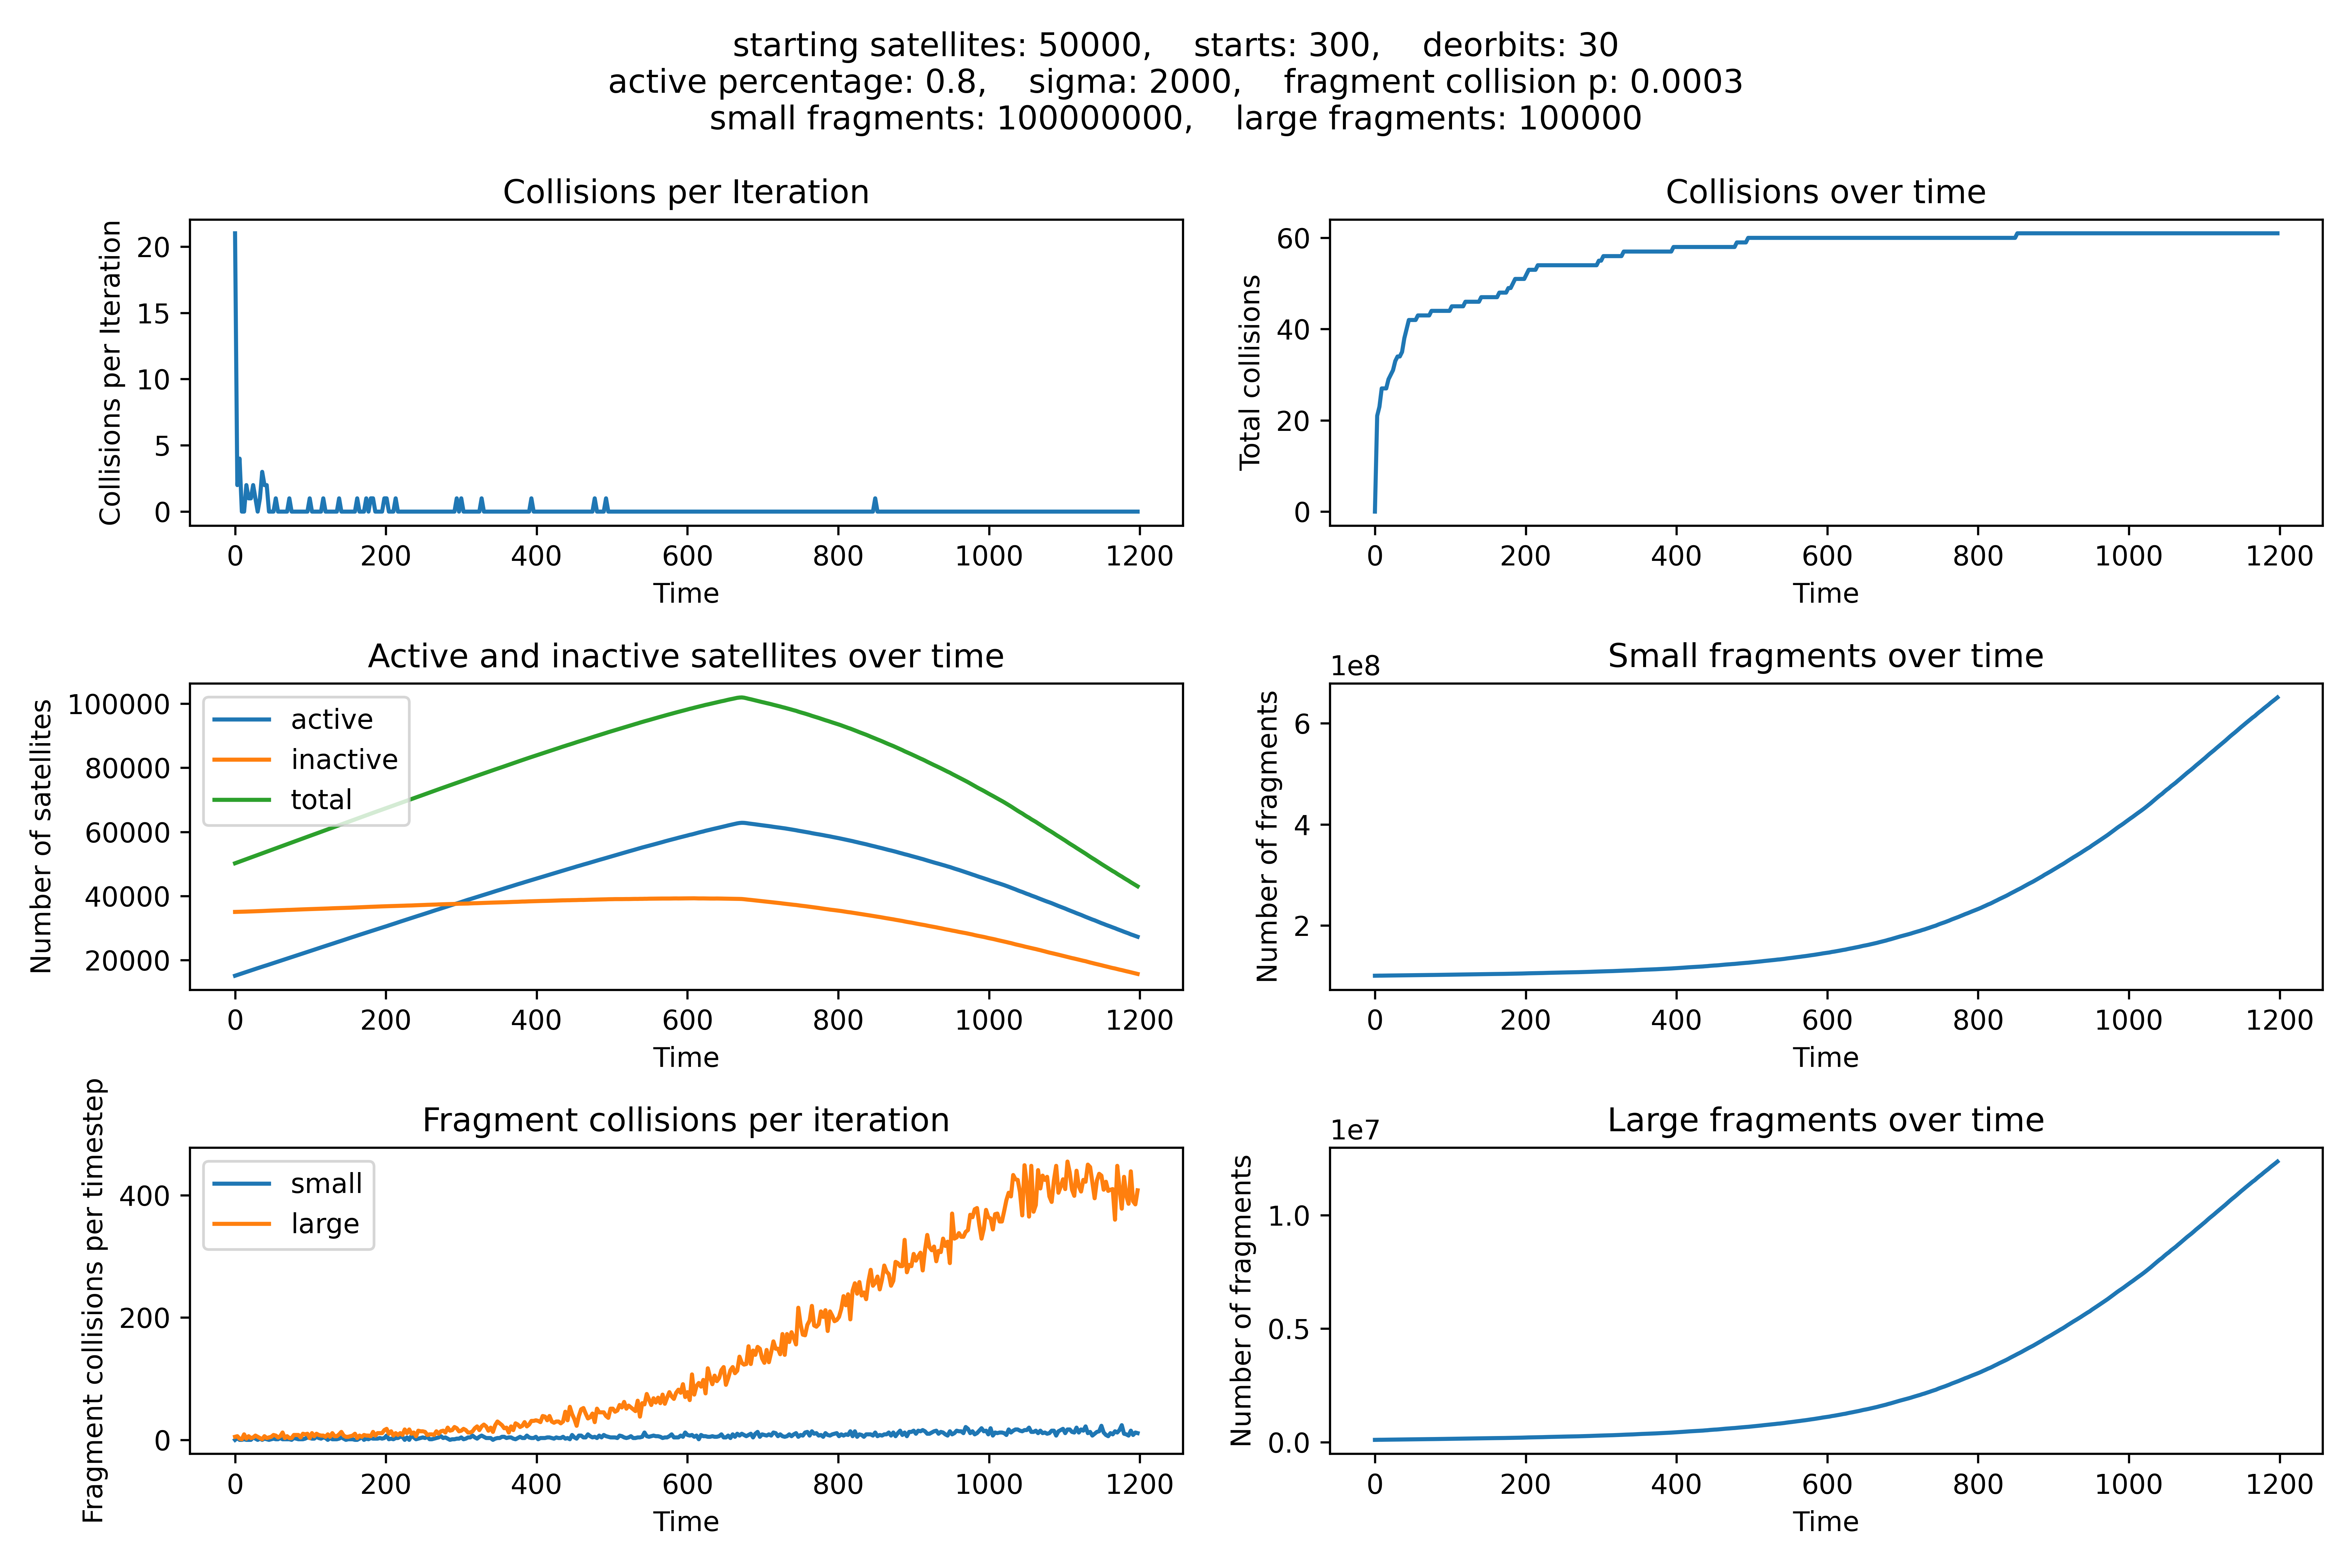 starting satellites: 50000,    starts: 300,    deorbits: 30
active percentage: 0.8,    sigma: 2000,    fragment collision p: 0.0003
small fragments: 100000000,    large fragments: 100000
Collisions per Iteration
Collisions per Iteration
20
15
10
5
0
0 200 400 600 800 1000 1200
Time
Collisions over time
Total collisions
60
40
20
0
0 200 400 600 800 1000 1200
Time
Active and inactive satellites over time
Number of satellites
100000
80000
60000
40000
20000
active
inactive
total
0 200 400 600 800 1000 1200
Time
Small fragments over time
1e8
Number of fragments
6
4
2
0 200 400 600 800 1000 1200
Time
Fragment collisions per iteration
Fragment collisions per timestep
400
200
0
small
large
0 200 400 600 800 1000 1200
Time
Large fragments over time
1e7
Number of fragments
1.0
0.5
0.0
0 200 400 600 800 1000 1200
Time